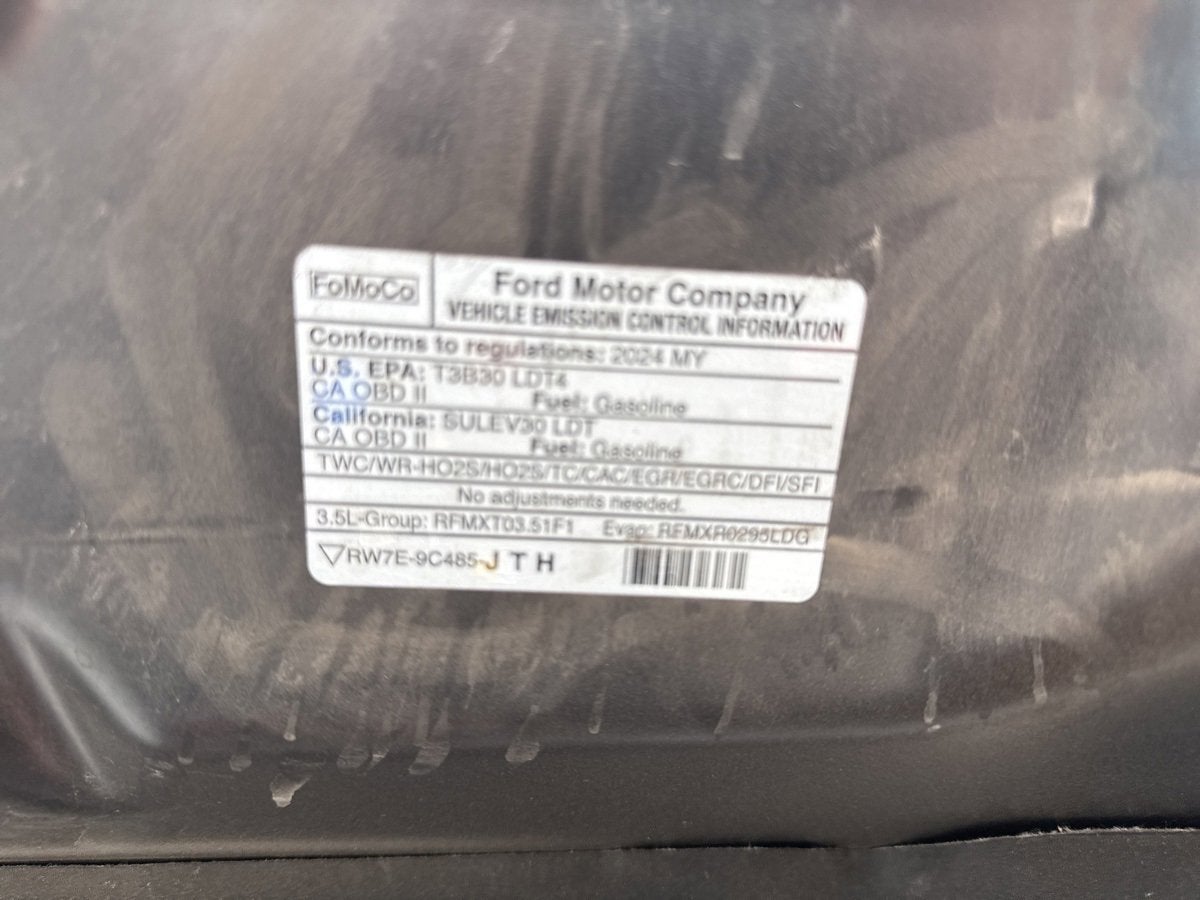 FoMoCo
Ford Motor Company
VEHICLE EMISSION CONTROL INFORMATION
Conforms to regulations: 2024 MY
U.S. EPA: T3B30 LDT4
CA OBD II Fuel: Gasoline
California: SULEV30 LDT
CA OBD II Fuel: Gasoline
TWC/WR-HO2S/HO2S/TC/CAC/EGR/EGRC/DFI/SFI
No adjustments needed.
3.5L-Group: RFMXT03.51F1 Evap: RFMXR0295LDG
RW7E-9C485-J T H